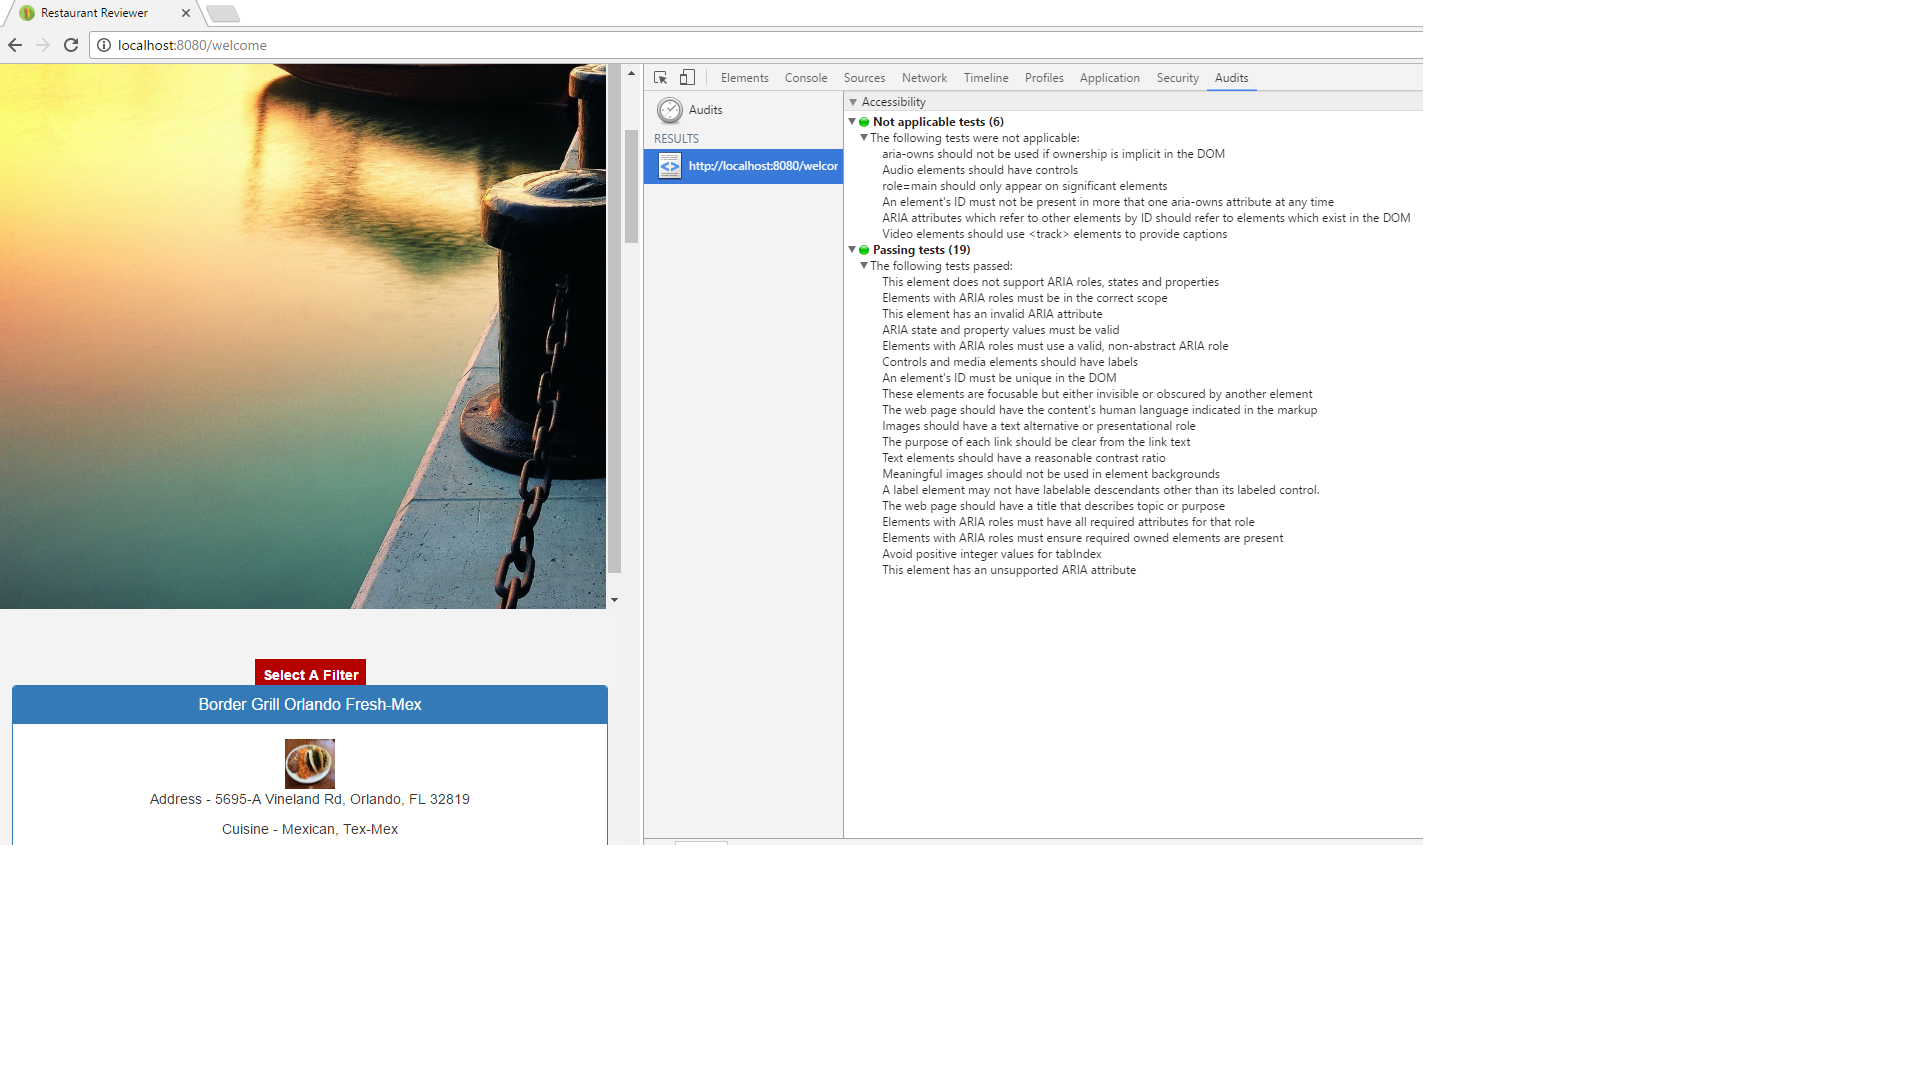 Restaurant Reviewer
localhost:8080/welcome
Elements Console Sources Network Timeline Profiles Application Security Audits
Audits
RESULTS
http://localhost:8080/welcor
Accessibility
Not applicable tests (6)
The following tests were not applicable:
aria-owns should not be used if ownership is implicit in the DOM
Audio elements should have controls
role=main should only appear on significant elements
An element's ID must not be present in more that one aria-owns attribute at any time
ARIA attributes which refer to other elements by ID should refer to elements which exist in the DOM
Video elements should use <track> elements to provide captions
Passing tests (19)
The following tests passed:
This element does not support ARIA roles, states and properties
Elements with ARIA roles must be in the correct scope
This element has an invalid ARIA attribute
ARIA state and property values must be valid
Elements with ARIA roles must use a valid, non-abstract ARIA role
Controls and media elements should have labels
An element's ID must be unique in the DOM
These elements are focusable but either invisible or obscured by another element
The web page should have the content's human language indicated in the markup
Images should have a text alternative or presentational role
The purpose of each link should be clear from the link text
Text elements should have a reasonable contrast ratio
Meaningful images should not be used in element backgrounds
A label element may not have labelable descendants other than its labeled control.
The web page should have a title that describes topic or purpose
Elements with ARIA roles must have all required attributes for that role
Elements with ARIA roles must ensure required owned elements are present
Avoid positive integer values for tabIndex
This element has an unsupported ARIA attribute
Select A Filter
Border Grill Orlando Fresh-Mex
Address - 5695-A Vineland Rd, Orlando, FL 32819
Cuisine - Mexican, Tex-Mex